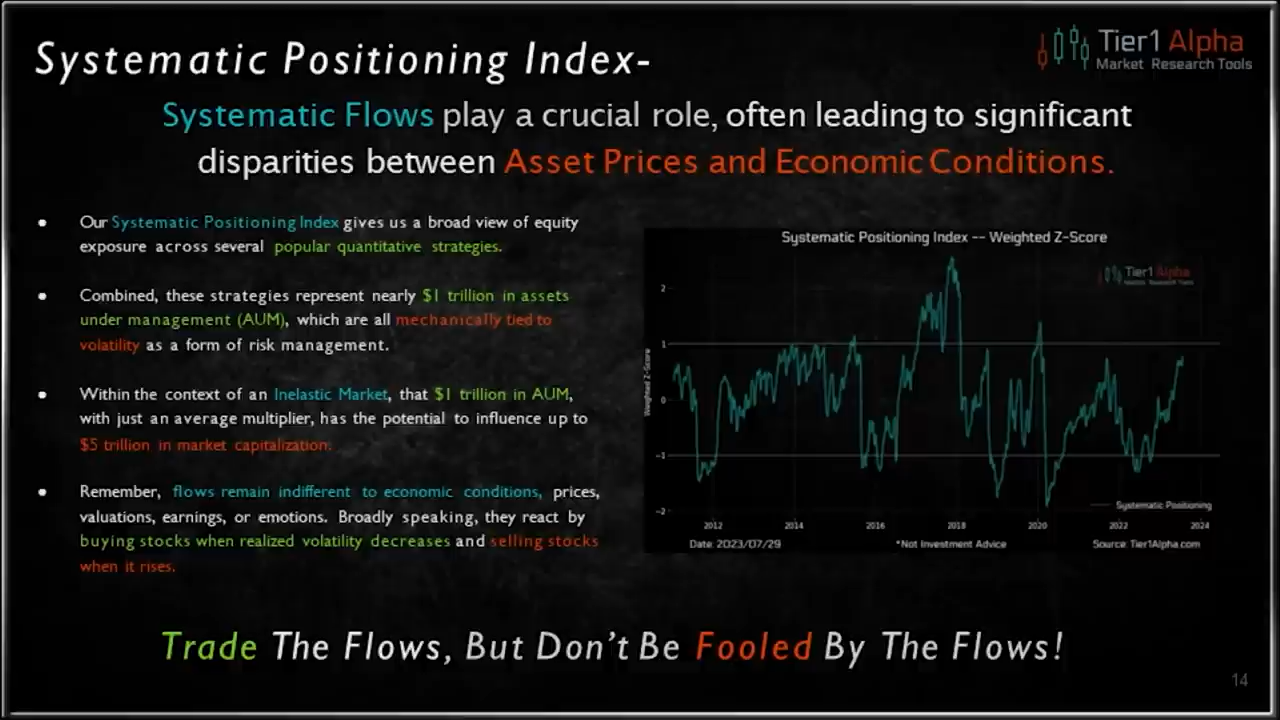 Systematic Positioning Index-
Tier1 Alpha
Market Research Tools
Systematic Flows play a crucial role, often leading to significant
disparities between Asset Prices and Economic Conditions.
• Our Systematic Positioning Index gives us a broad view of equity
exposure across several popular quantitative strategies.
• Combined, these strategies represent nearly $1 trillion in assets
under management (AUM), which are all mechanically tied to
volatility as a form of risk management.
• Within the context of an Inelastic Market, that $1 trillion in AUM,
with just an average multiplier, has the potential to influence up to
$5 trillion in market capitalization.
• Remember, flows remain indifferent to economic conditions, prices,
valuations, earnings, or emotions. Broadly speaking, they react by
buying stocks when realized volatility decreases and selling stocks
when it rises.
Systematic Positioning Index -- Weighted Z-Score
Tier1 Alpha
Market Research Tools
Weighted Z-Score
2
1
0
-1
-2
Systematic Positioning
2012 2014 2016 2018 2020 2022 2024
Date: 2023/07/29 *Not Investment Advice Source: Tier1Alpha.com
Trade The Flows, But Don't Be Fooled By The Flows!
14